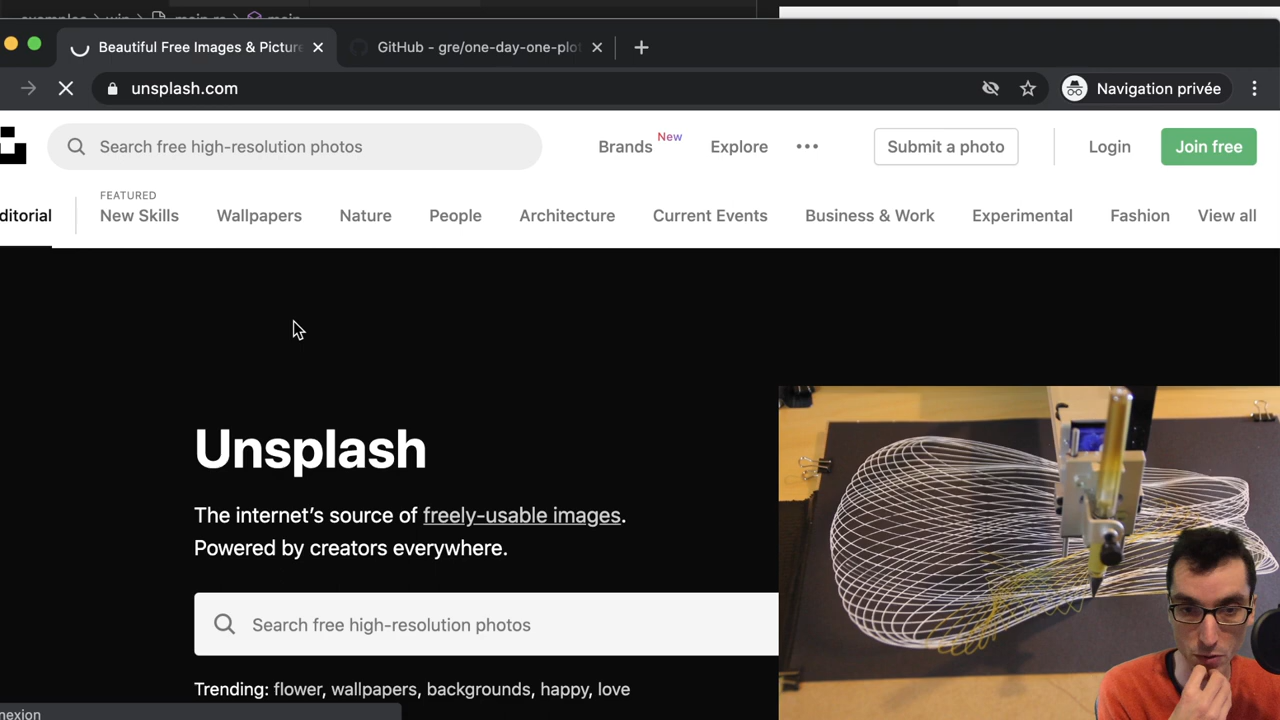 Beautiful Free Images & Picture
GitHub - gre/one-day-one-plot
unsplash.com
Navigation privée
Search free high-resolution photos
Brands New
Explore
Submit a photo
Login
Join free
ditorial
FEATURED
New Skills
Wallpapers
Nature
People
Architecture
Current Events
Business & Work
Experimental
Fashion
View all
Unsplash
The internet's source of freely-usable images.
Powered by creators everywhere.
Search free high-resolution photos
Trending: flower, wallpapers, backgrounds, happy, love
nexion